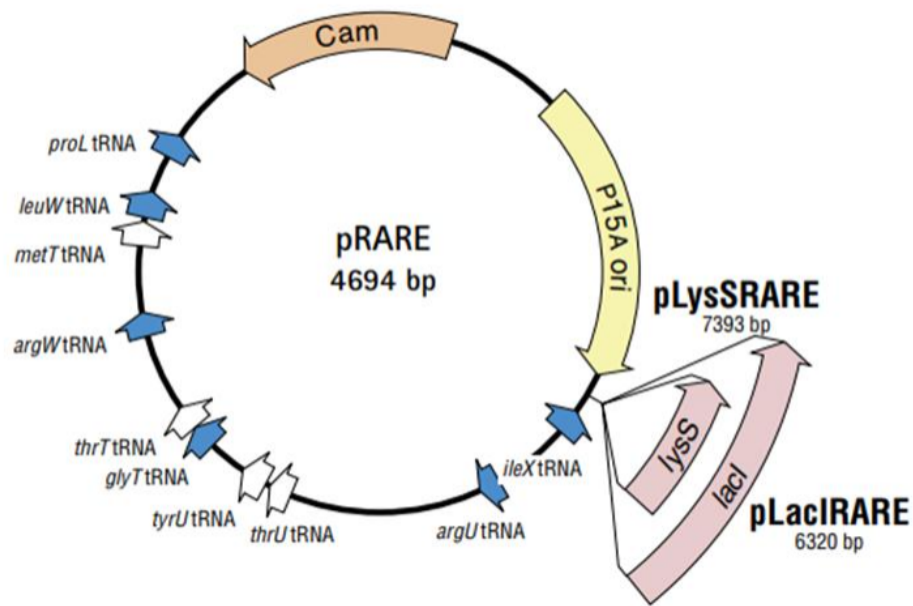 Cam
P15A ori
pRARE
4694 bp
proL tRNA
leuW tRNA
metT tRNA
argW tRNA
thrT tRNA
glyT tRNA
tyrU tRNA
thrU tRNA
argU tRNA
ileX tRNA
pLysSRARE
7393 bp
lysS
lacI
pLacIRARE
6320 bp